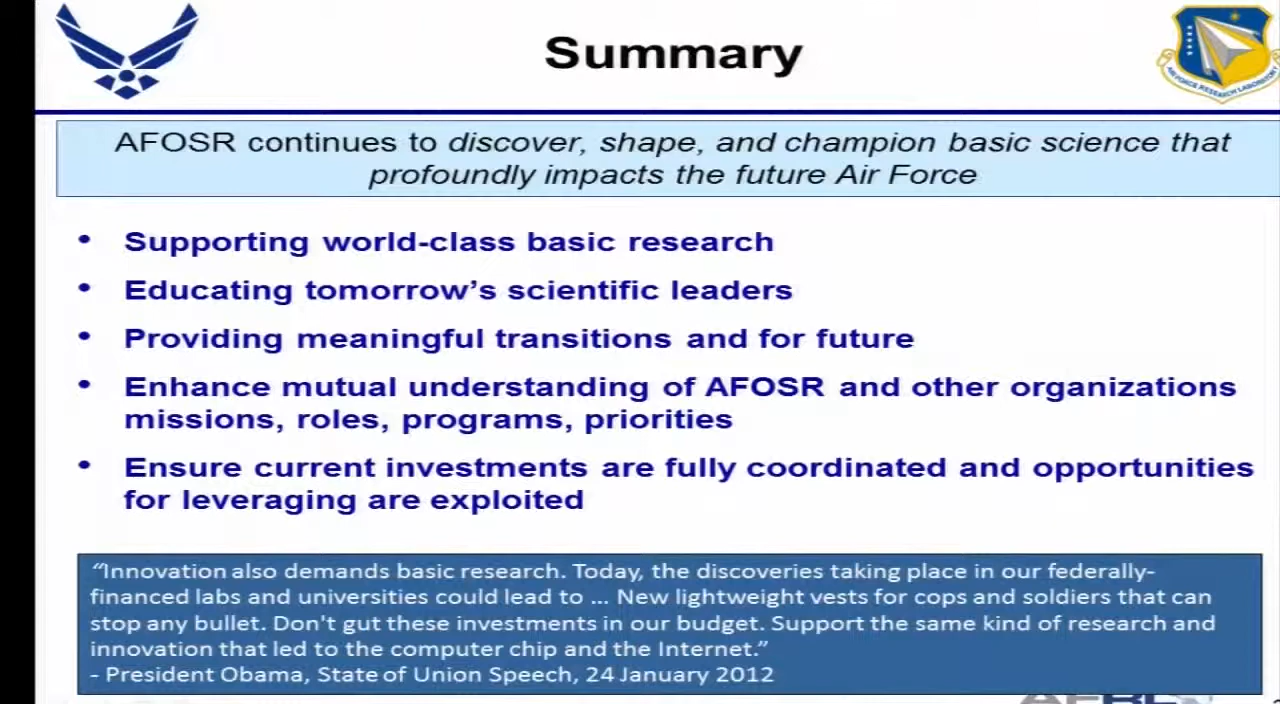 Summary
AIR FORCE RESEARCH LABORATORY
AFOSR continues to discover, shape, and champion basic science that
profoundly impacts the future Air Force
• Supporting world-class basic research
• Educating tomorrow's scientific leaders
• Providing meaningful transitions and for future
• Enhance mutual understanding of AFOSR and other organizations
missions, roles, programs, priorities
• Ensure current investments are fully coordinated and opportunities
for leveraging are exploited
“Innovation also demands basic research. Today, the discoveries taking place in our federally-
financed labs and universities could lead to ... New lightweight vests for cops and soldiers that can
stop any bullet. Don't gut these investments in our budget. Support the same kind of research and
innovation that led to the computer chip and the Internet.”
- President Obama, State of Union Speech, 24 January 2012